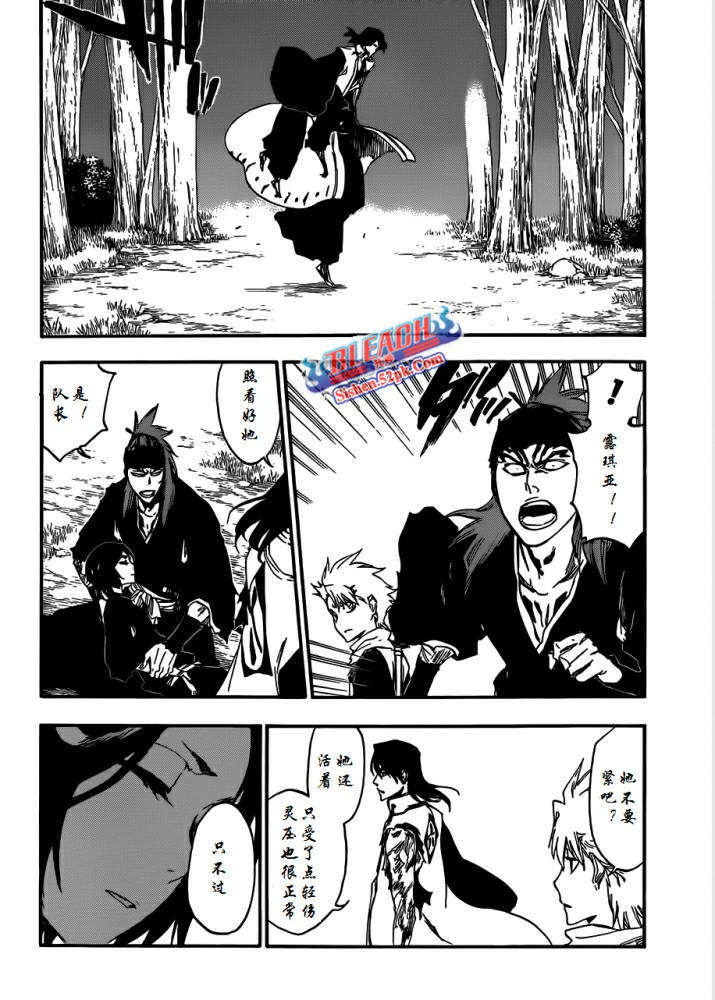 BLEACH
Sishen.52pk.Com
！
露琪亚！！
照看好她
是！
队长
她不要
紧吧？
她还
活着
只受了点轻伤
灵压也很正常
只不过